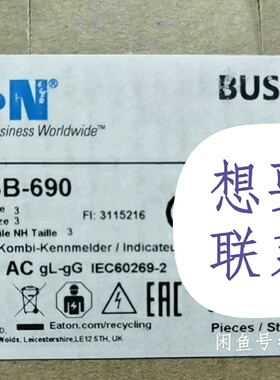 BUS
siness Worldwide™
B-690
e 3
ze 3
ile NH Taille 3
FI: 3115216
Kombi-Kennmelder / Indicateu
AC gL-gG IEC60269-2
Eaton.com/recycling
Wolds, Leicestershire,LE12 5TH, UK
Pieces / St
想
联
闲鱼号